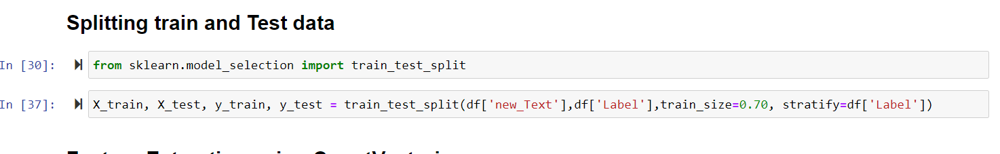 Splitting train and Test data
In [30]: from sklearn.model_selection import train_test_split
In [37]: X_train, X_test, y_train, y_test = train_test_split(df['new_Text'],df['Label'],train_size=0.70, stratify=df['Label'])